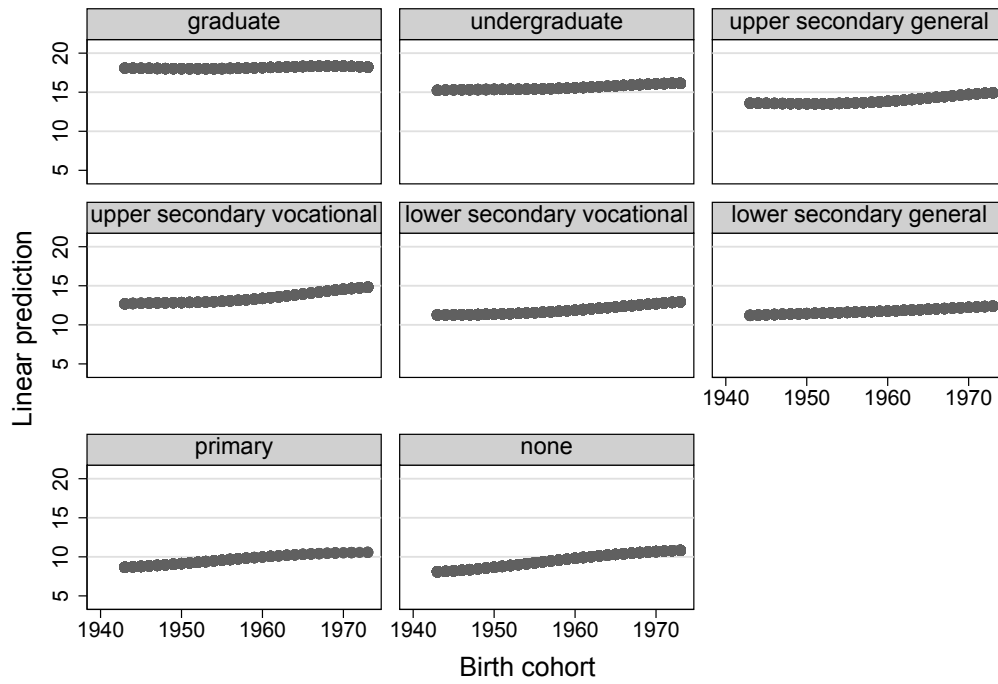 graduate
undergraduate
upper secondary general
20
15
10
5
upper secondary vocational
lower secondary vocational
lower secondary general
20
15
10
5
1940 1950 1960 1970
primary
none
20
15
10
5
1940 1950 1960 1970
1940 1950 1960 1970
Linear prediction
Birth cohort